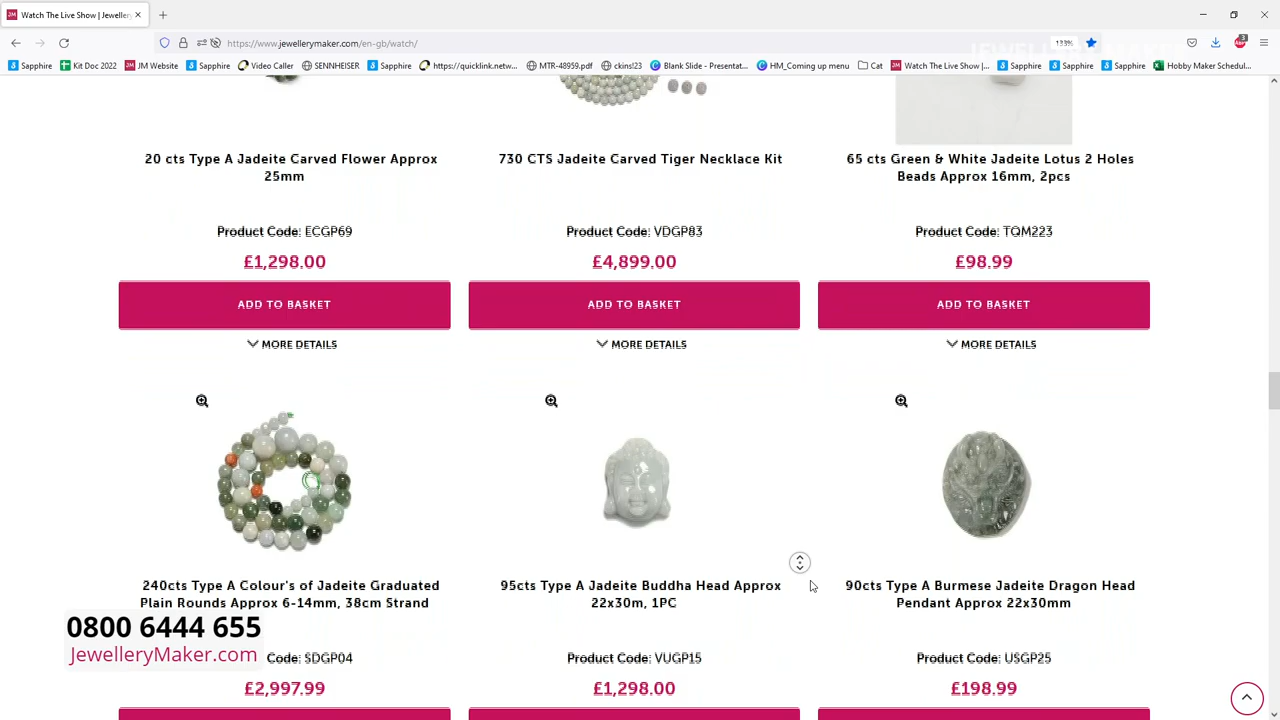 Watch The Live Show | Jeweller
https://www.jewellerymaker.com/en-gb/watch/
133%
3
Sapphire
Kit Doc 2022
JM Website
Sapphire
Video Caller
SENNHEISER
Sapphire
https://quicklink.netw...
MTR-48959.pdf
ckins!23
Blank Slide - Presentat...
HM_Coming up menu
Cat
Watch The Live Show |...
Sapphire
Sapphire
Sapphire
Hobby Maker Schedul...
20 cts Type A Jadeite Carved Flower Approx
25mm
Product Code: ECGP69
£1,298.00
ADD TO BASKET
MORE DETAILS
730 CTS Jadeite Carved Tiger Necklace Kit
Product Code: VDGP83
£4,899.00
ADD TO BASKET
MORE DETAILS
65 cts Green & White Jadeite Lotus 2 Holes
Beads Approx 16mm, 2pcs
Product Code: TQM223
£98.99
ADD TO BASKET
MORE DETAILS
240cts Type A Colour's of Jadeite Graduated
Plain Rounds Approx 6-14mm, 38cm Strand
Code: SDGP04
£2,997.99
95cts Type A Jadeite Buddha Head Approx
22x30m, 1PC
Product Code: VUGP15
£1,298.00
90cts Type A Burmese Jadeite Dragon Head
Pendant Approx 22x30mm
Product Code: USGP25
£198.99
0800 6444 655
JewelleryMaker.com